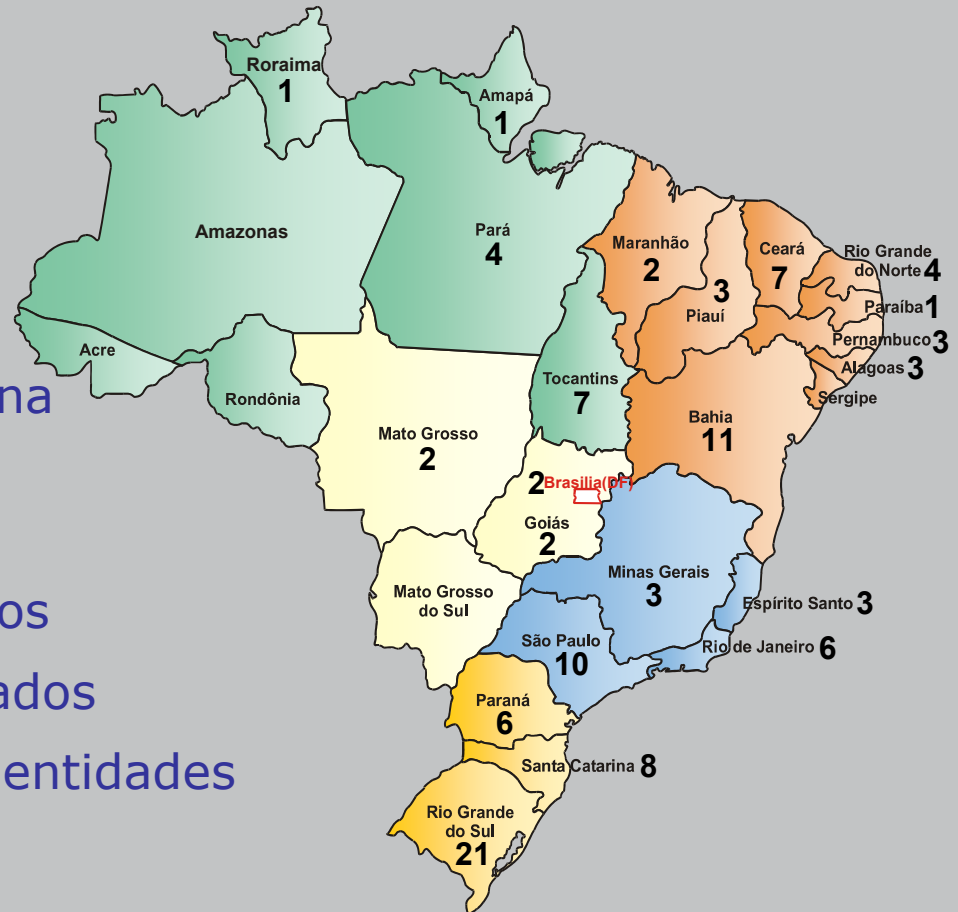 Roraima
1
Amapá
1
Amazonas
Pará
4
Maranhão
2
3
Piauí
Ceará
7
Rio Grande
do Norte 4
Paraíba 1
Pernambuco 3
Alagoas 3
Sergipe
Acre
Rondônia
Tocantins
7
Bahia
11
Mato Grosso
2
2 Brasilia(DF)
Goiás
2
Mato Grosso
do Sul
Minas Gerais
3
Espírito Santo 3
São Paulo
10
Rio de Janeiro 6
Paraná
6
Santa Catarina 8
Rio Grande
do Sul
21
na
os
ados
entidades